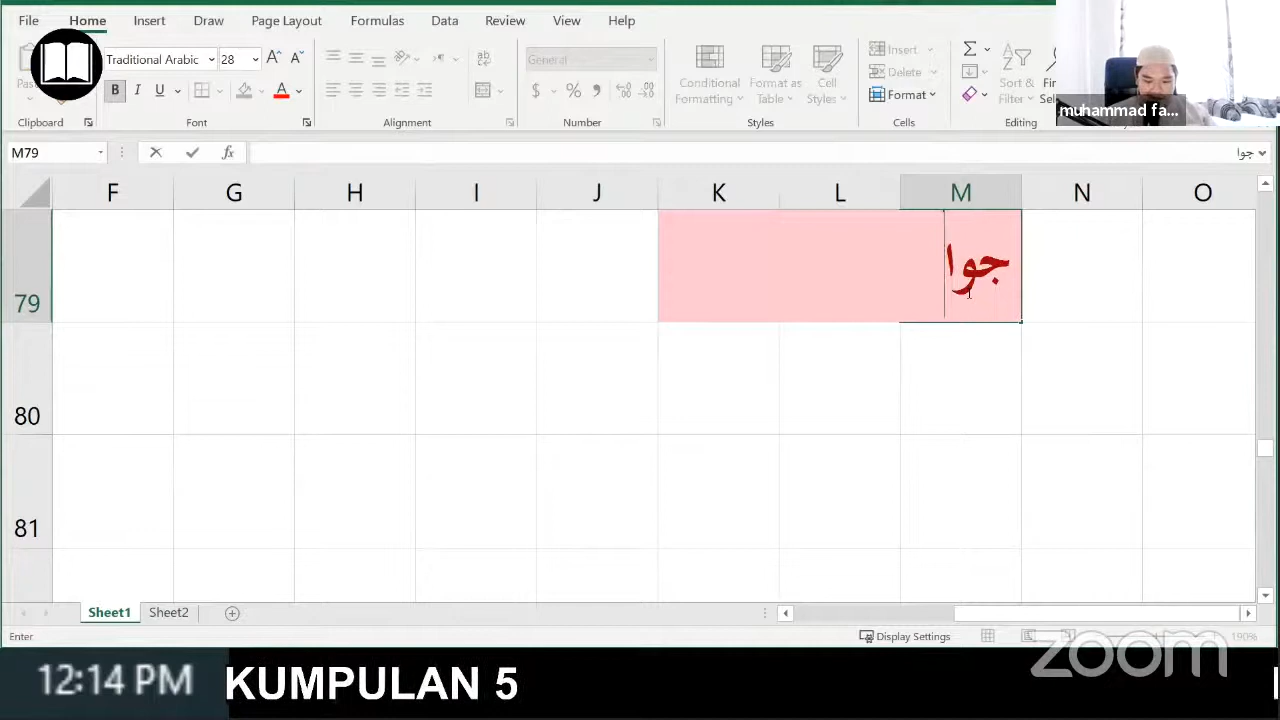 File Home Insert Draw Page Layout Formulas Data Review View Help
Traditional Arabic 28
General
Conditional Formatting Format as Table Cell Styles
Insert
Delete
Format
Sort & Filter
Clipboard Font Alignment Number Styles Cells Editing
muhammad fa...
M79 fx جوا
F G H I J K L M N O
79 جوا
80
81
Sheet1 Sheet2
Enter Display Settings 190%
zoom
12:14 PM KUMPULAN 5